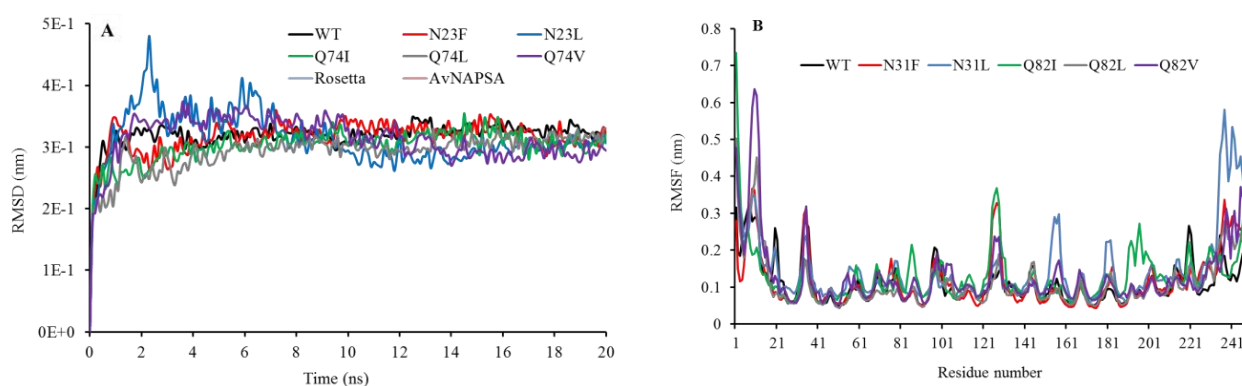 A
WT N23F N23L
Q74I Q74L Q74V
Rosetta AvNAPSA
5E-1
4E-1
3E-1
2E-1
1E-1
0E+0
RMSD (nm)
0 2 4 6 8 10 12 14 16 18 20
Time (ns)
B
WT N31F N31L Q82I Q82L Q82V
0.8
0.7
0.6
0.5
0.4
0.3
0.2
0.1
0
RMSF (nm)
1 21 41 61 81 101 121 141 161 181 201 221 241
Residue number